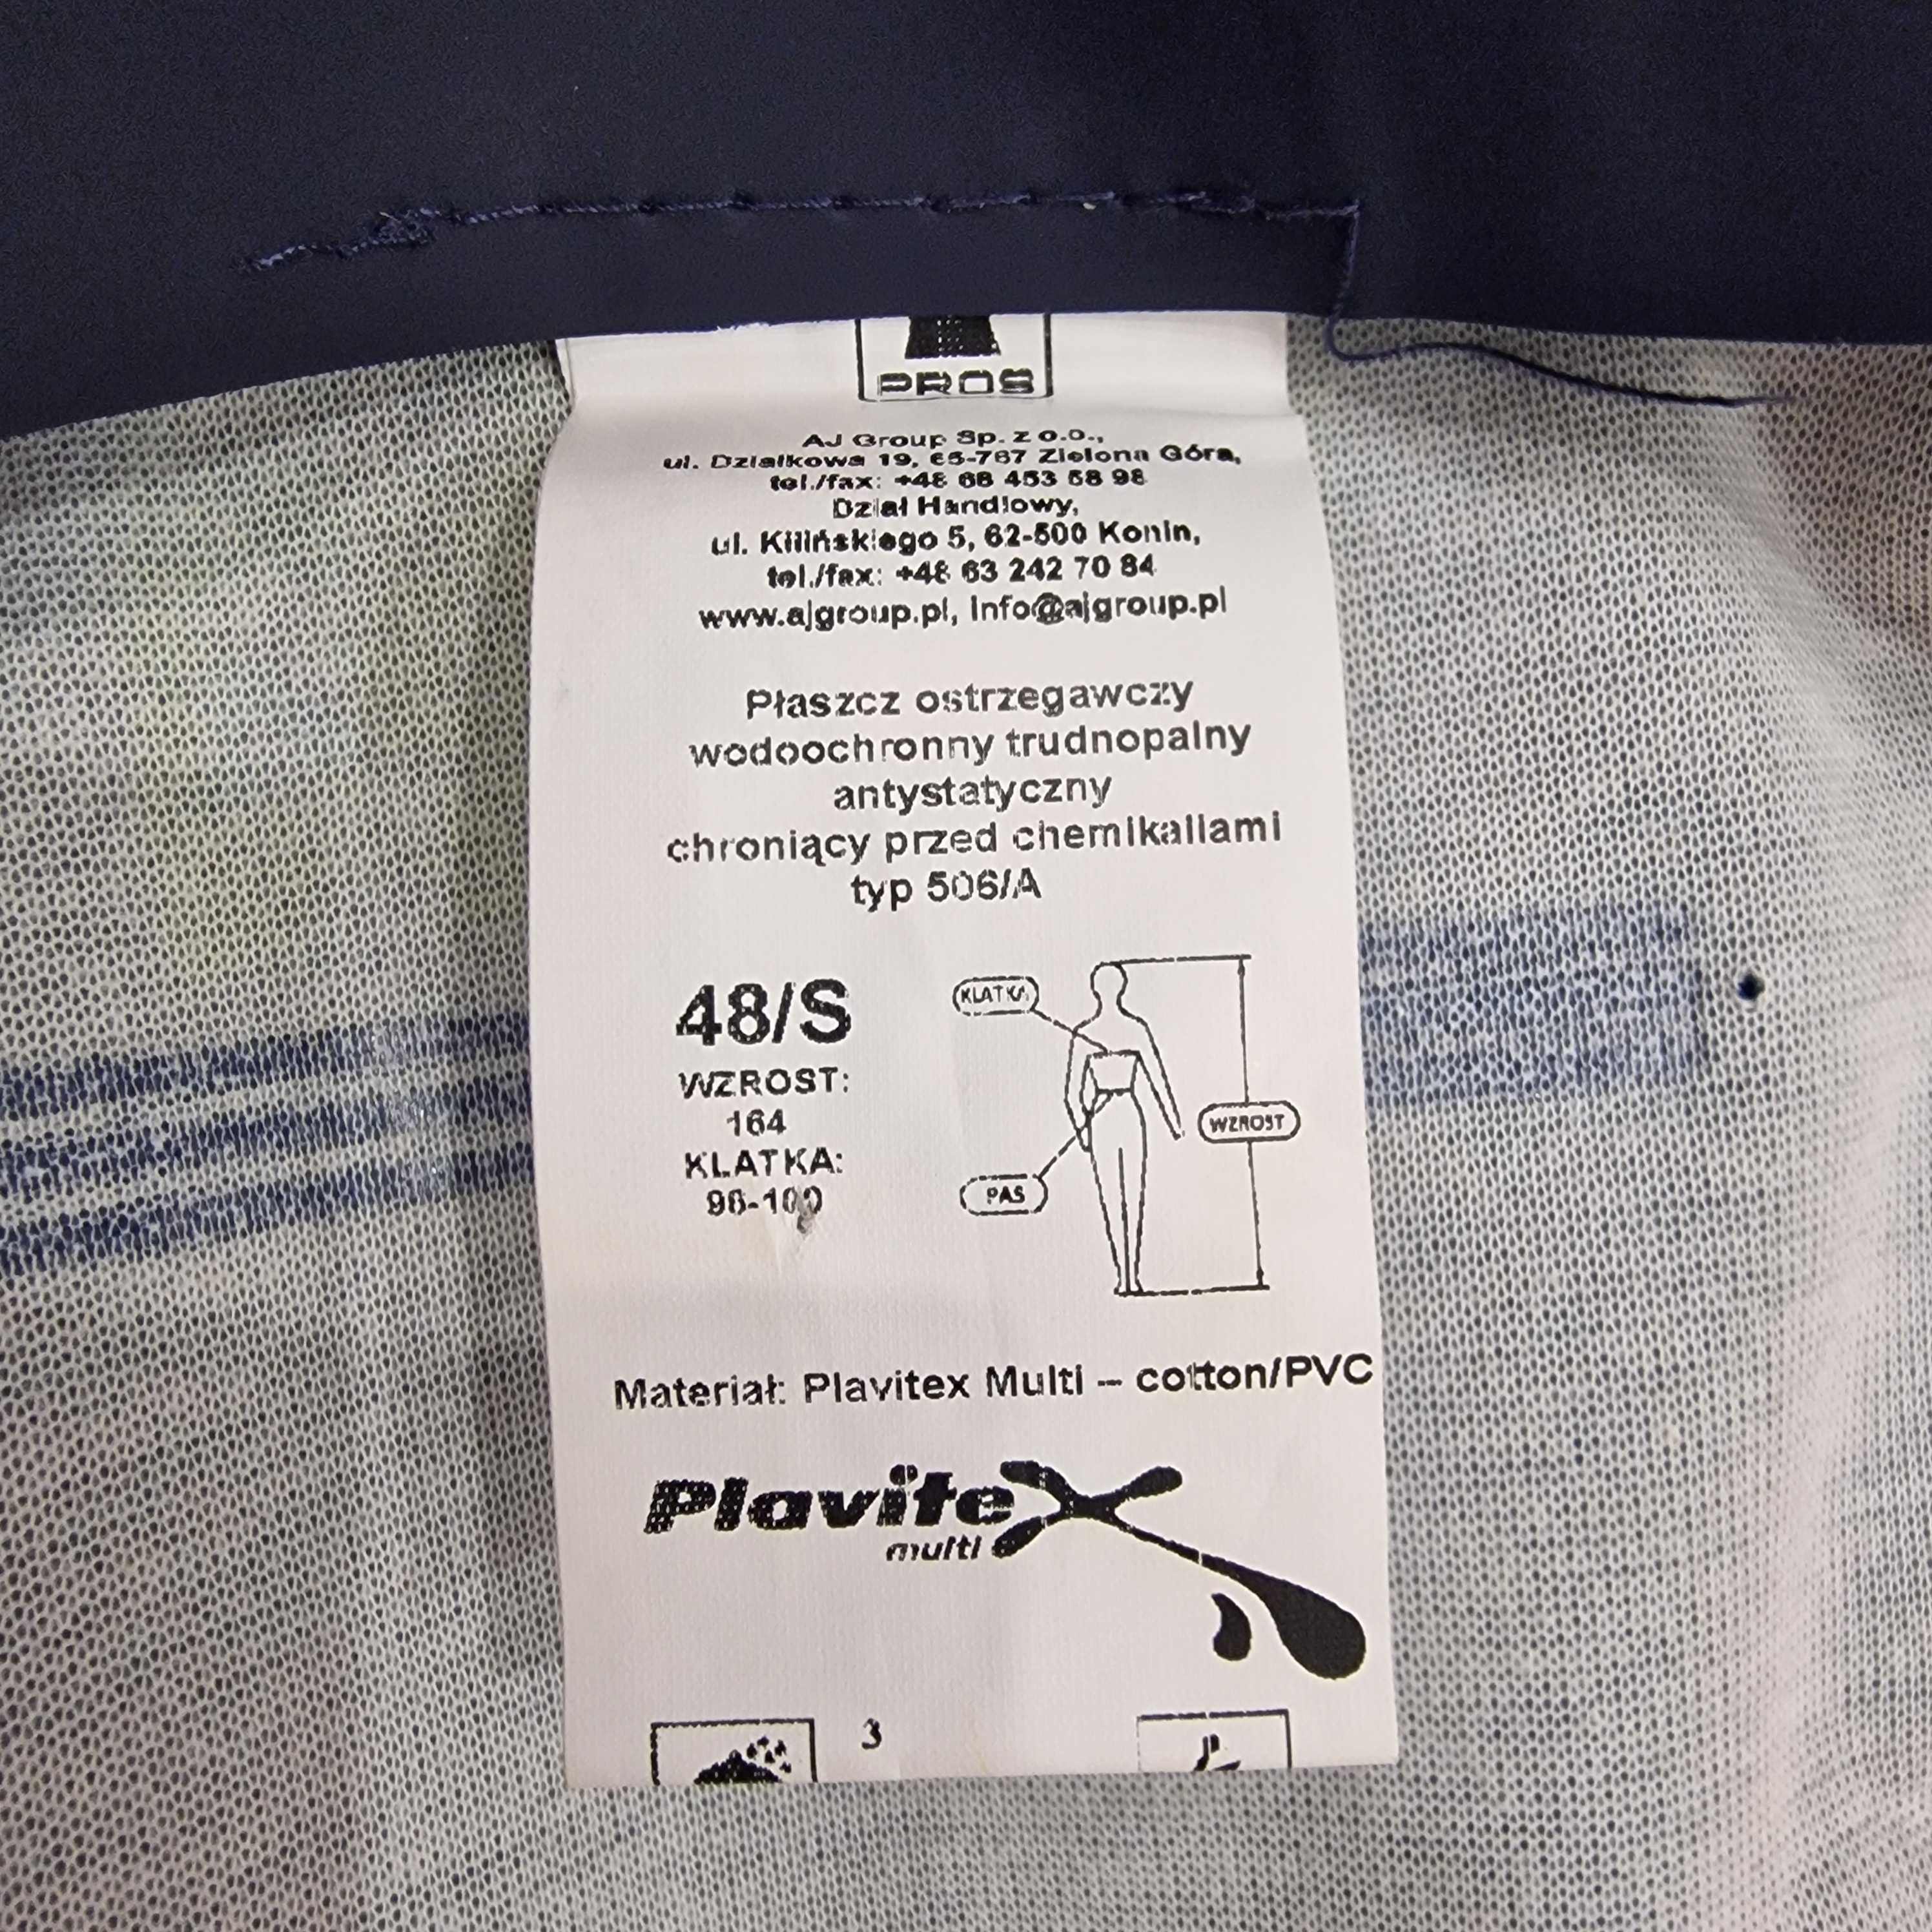 PROS
AJ Group Sp. z o.o.,
ul. Działkowa 19, 65-767 Zielona Góra,
tel./fax: +48 68 453 58 98
Dział Handlowy,
ul. Kilińskiego 5, 62-500 Konin,
tel./fax: +48 63 242 70 84
www.ajgroup.pl, info@ajgroup.pl
Płaszcz ostrzegawczy
wodoochronny trudnopalny
antystatyczny
chroniący przed chemikaliami
typ 506/A
48/S
WZROST:
164
KLATKA:
96-100
KLATKA
WZROST
PAS
Materiał: Plavitex Multi – cotton/PVC
Plavitex
multi
3